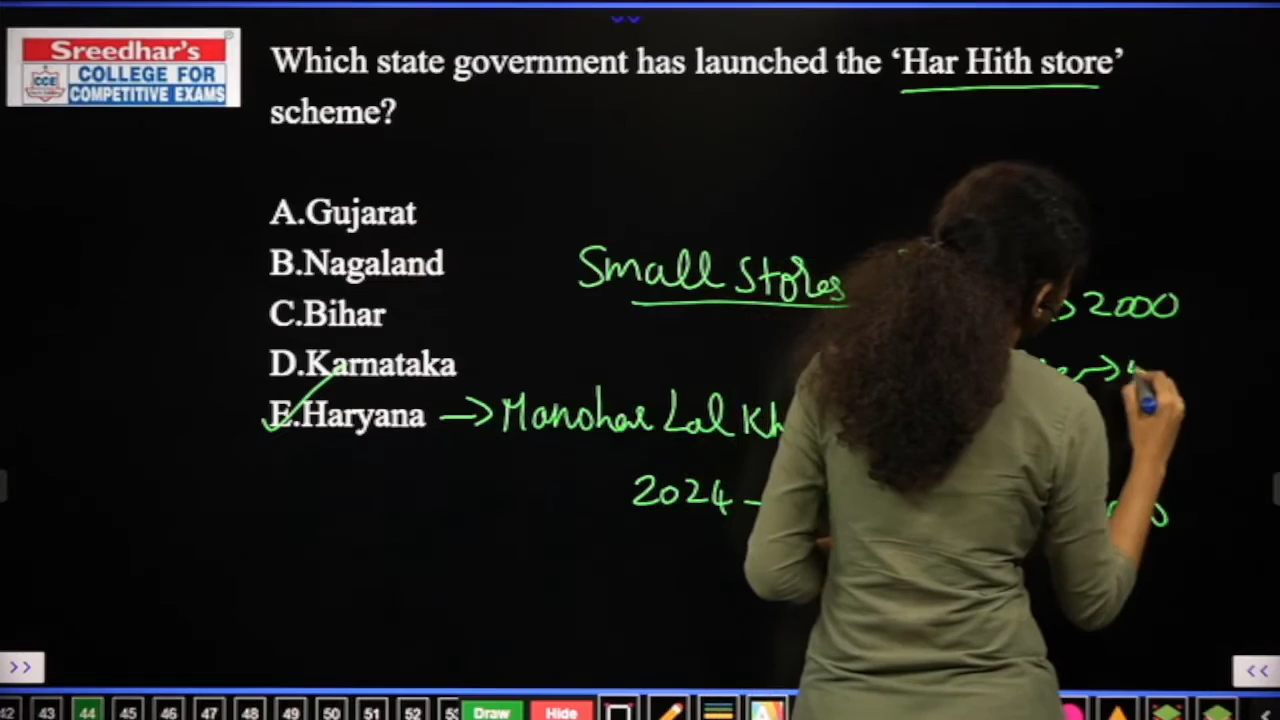 Sreedhar's
CCE
COLLEGE FOR
COMPETITIVE EXAMS
Which state government has launched the ‘Har Hith store’
scheme?
A.Gujarat
B.Nagaland
C.Bihar
D.Karnataka
E.Haryana → Manohar Lal Kh
Small Stores
2000
2024 -
>>
<<
42 43 44 45 46 47 48 49 50 51 52 Draw Hide